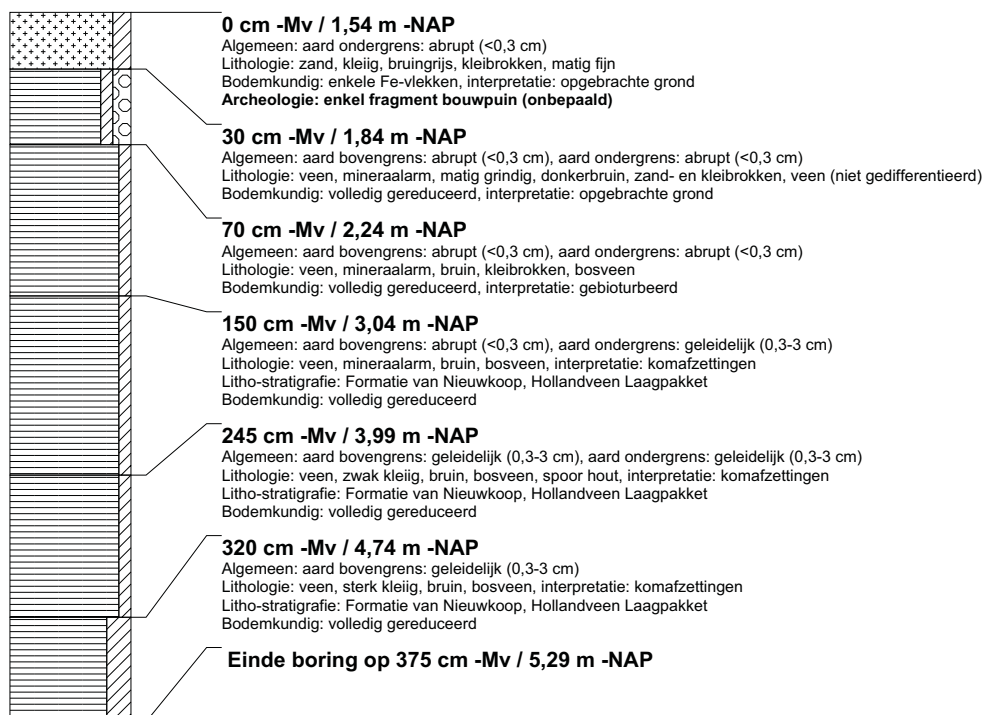 0 cm -Mv / 1,54 m -NAP
Algemeen: aard ondergrens: abrupt (<0,3 cm)
Lithologie: zand, kleiig, bruingrijs, kleibrokken, matig fijn
Bodemkundig: enkele Fe-vlekken, interpretatie: opgebrachte grond
Archeologie: enkel fragment bouwpuin (onbepaald)
30 cm -Mv / 1,84 m -NAP
Algemeen: aard bovengrens: abrupt (<0,3 cm), aard ondergrens: abrupt (<0,3 cm)
Lithologie: veen, mineraalarm, matig grindig, donkerbruin, zand- en kleibrokken, veen (niet gedifferentieerd)
Bodemkundig: volledig gereduceerd, interpretatie: opgebrachte grond
70 cm -Mv / 2,24 m -NAP
Algemeen: aard bovengrens: abrupt (<0,3 cm), aard ondergrens: abrupt (<0,3 cm)
Lithologie: veen, mineraalarm, bruin, kleibrokken, bosveen
Bodemkundig: volledig gereduceerd, interpretatie: gebioturbeerd
150 cm -Mv / 3,04 m -NAP
Algemeen: aard bovengrens: abrupt (<0,3 cm), aard ondergrens: geleidelijk (0,3-3 cm)
Lithologie: veen, mineraalarm, bruin, bosveen, interpretatie: komafzettingen
Litho-stratigrafie: Formatie van Nieuwkoop, Hollandveen Laagpakket
Bodemkundig: volledig gereduceerd
245 cm -Mv / 3,99 m -NAP
Algemeen: aard bovengrens: geleidelijk (0,3-3 cm), aard ondergrens: geleidelijk (0,3-3 cm)
Lithologie: veen, zwak kleiig, bruin, bosveen, spoor hout, interpretatie: komafzettingen
Litho-stratigrafie: Formatie van Nieuwkoop, Hollandveen Laagpakket
Bodemkundig: volledig gereduceerd
320 cm -Mv / 4,74 m -NAP
Algemeen: aard bovengrens: geleidelijk (0,3-3 cm)
Lithologie: veen, sterk kleiig, bruin, bosveen, interpretatie: komafzettingen
Litho-stratigrafie: Formatie van Nieuwkoop, Hollandveen Laagpakket
Bodemkundig: volledig gereduceerd
Einde boring op 375 cm -Mv / 5,29 m -NAP